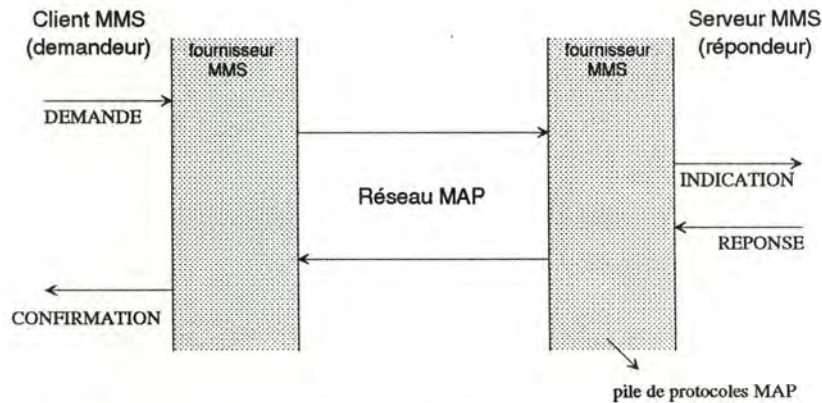 Client MMS
(demandeur)
Serveur MMS
(répondeur)
fournisseur
MMS
fournisseur
MMS
DEMANDE
INDICATION
Réseau MAP
REPONSE
CONFIRMATION
pile de protocoles MAP